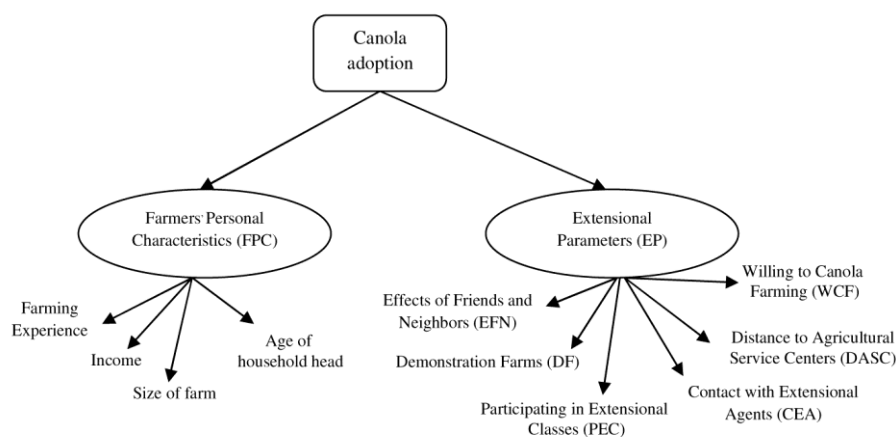 Canola
adoption
Farmers' Personal
Characteristics (FPC)
Extensional
Parameters (EP)
Farming
Experience
Income
Size of farm
Age of
household head
Effects of Friends and
Neighbors (EFN)
Demonstration Farms (DF)
Participating in Extensional
Classes (PEC)
Contact with Extensional
Agents (CEA)
Distance to Agricultural
Service Centers (DASC)
Willing to Canola
Farming (WCF)